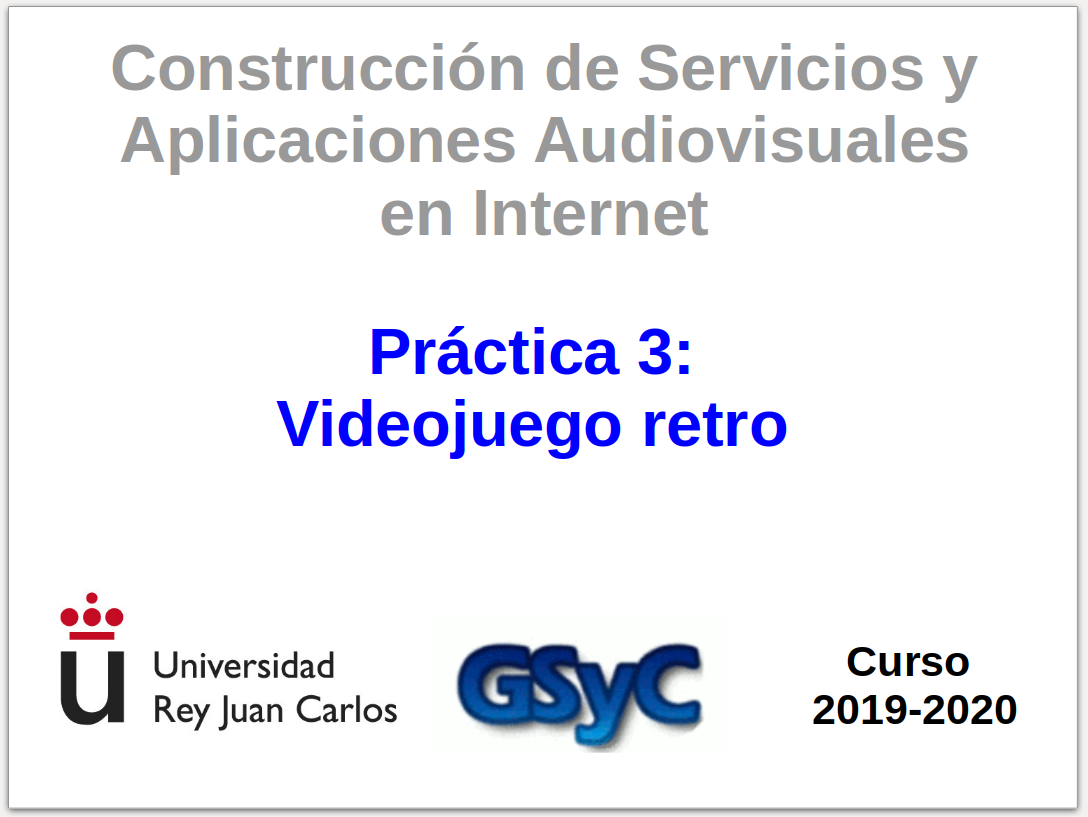 Construcción de Servicios y
Aplicaciones Audiovisuales
en Internet
Práctica 3:
Videojuego retro
Universidad
Rey Juan Carlos
GSyC
Curso
2019-2020